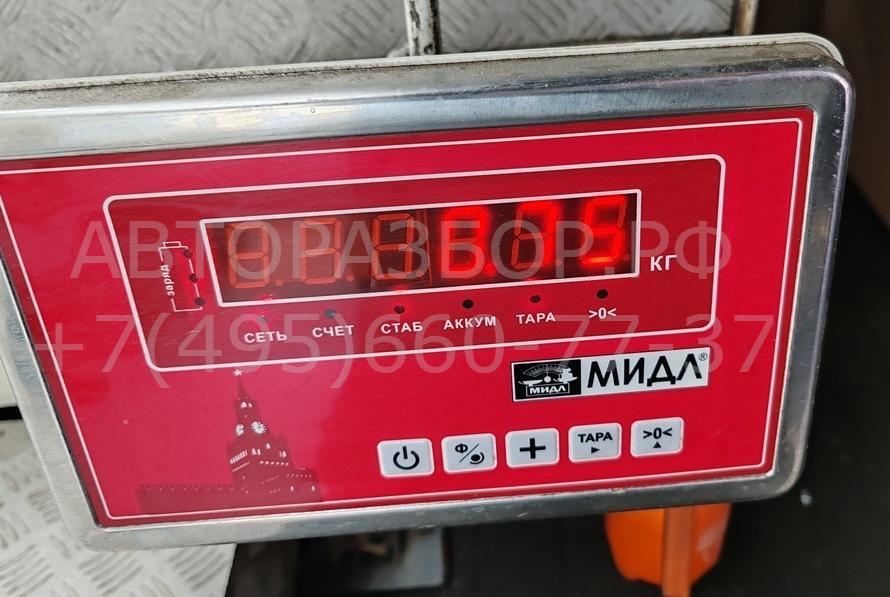 АВТОРАЗБОР.РФ
+7(495)660-77-37
заряд
КГ
СЕТЬ СЧЕТ СТАБ АККУМ ТАРА >0<
МИДЛ МИДЛ®
Ф/ + ТАРА >0<